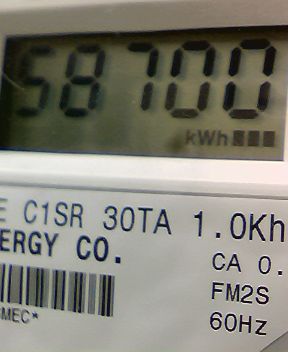 58700
kWh
E C1SR 30TA 1.0Kh
ERGY CO.
CA 0.
FM2S
MEC*
60Hz